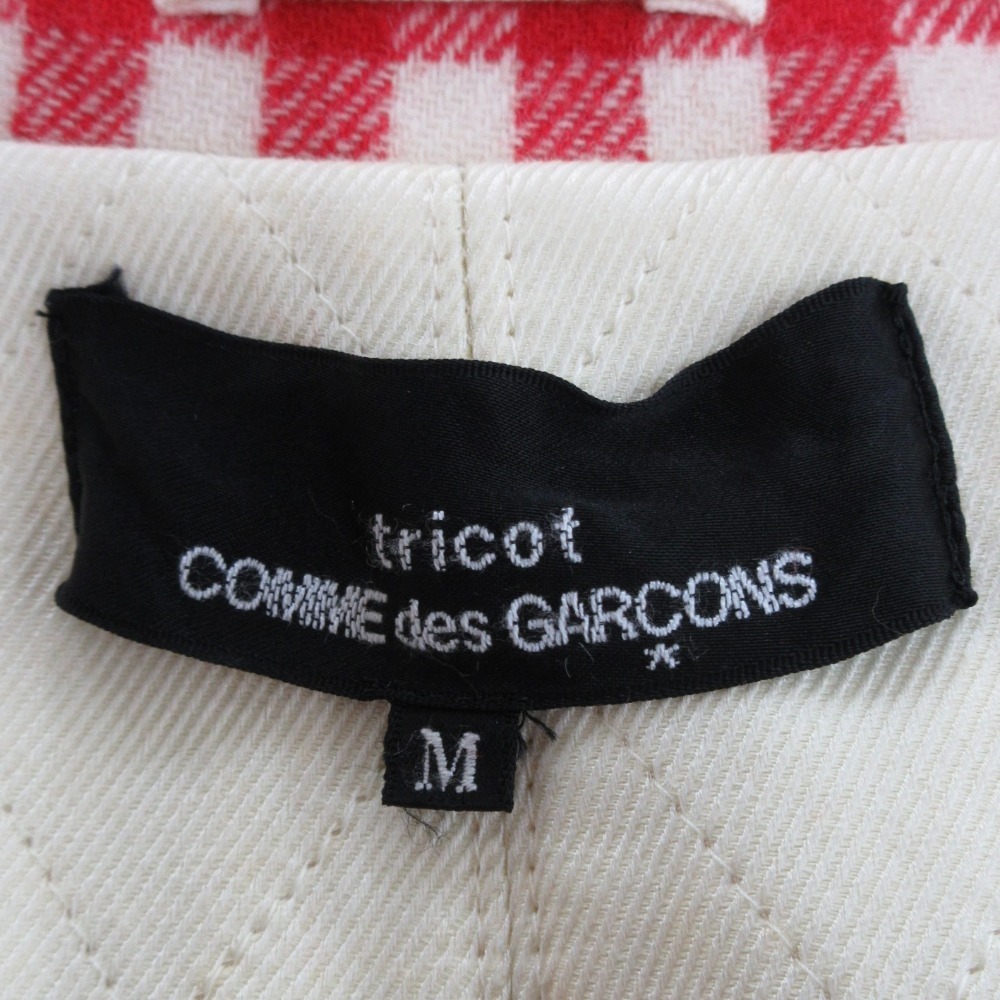 tricot
COMME des GARCONS
*
M